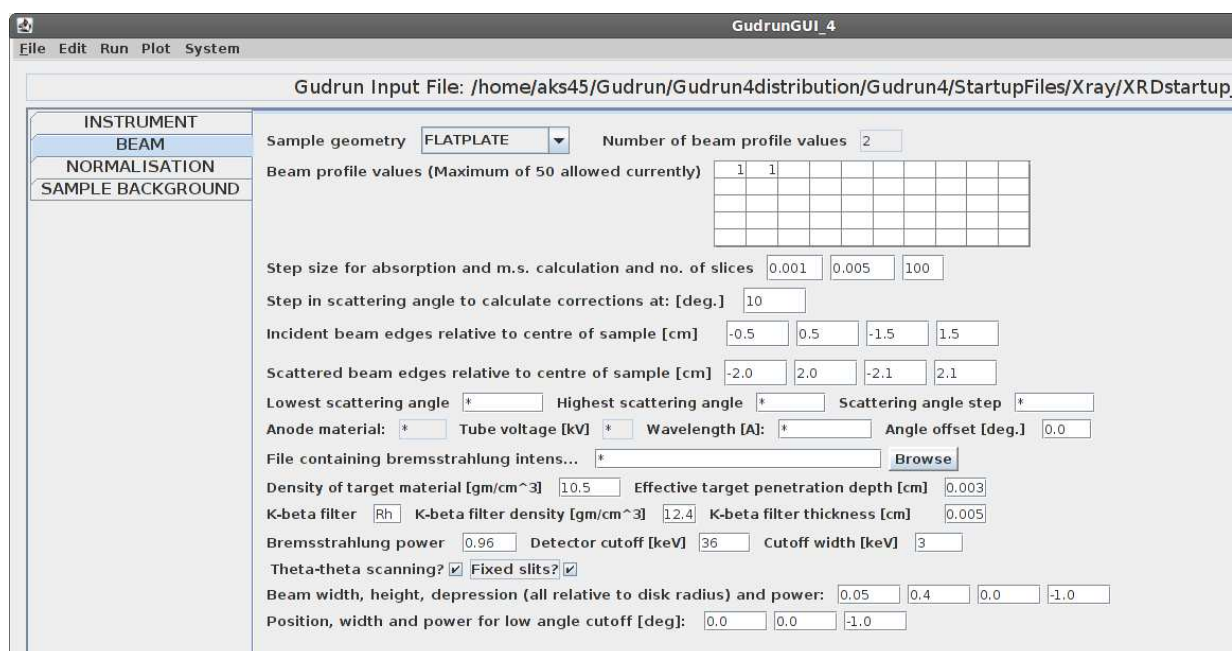 GudrunGUI_4
File Edit Run Plot System
Gudrun Input File: /home/aks45/Gudrun/Gudrun4distribution/Gudrun4/StartupFiles/Xray/XRDstartup_
INSTRUMENT
BEAM
NORMALISATION
SAMPLE BACKGROUND
Sample geometry FLATPLATE Number of beam profile values 2
Beam profile values (Maximum of 50 allowed currently) 1 1
Step size for absorption and m.s. calculation and no. of slices 0.001 0.005 100
Step in scattering angle to calculate corrections at: [deg.] 10
Incident beam edges relative to centre of sample [cm] -0.5 0.5 -1.5 1.5
Scattered beam edges relative to centre of sample [cm] -2.0 2.0 -2.1 2.1
Lowest scattering angle * Highest scattering angle * Scattering angle step *
Anode material: * Tube voltage [kV] * Wavelength [A]: * Angle offset [deg.] 0.0
File containing bremsstrahlung intens... * Browse
Density of target material [gm/cm^3] 10.5 Effective target penetration depth [cm] 0.003
K-beta filter Rh K-beta filter density [gm/cm^3] 12.4 K-beta filter thickness [cm] 0.005
Bremsstrahlung power 0.96 Detector cutoff [keV] 36 Cutoff width [keV] 3
Theta-theta scanning? Fixed slits?
Beam width, height, depression (all relative to disk radius) and power: 0.05 0.4 0.0 -1.0
Position, width and power for low angle cutoff [deg]: 0.0 0.0 -1.0